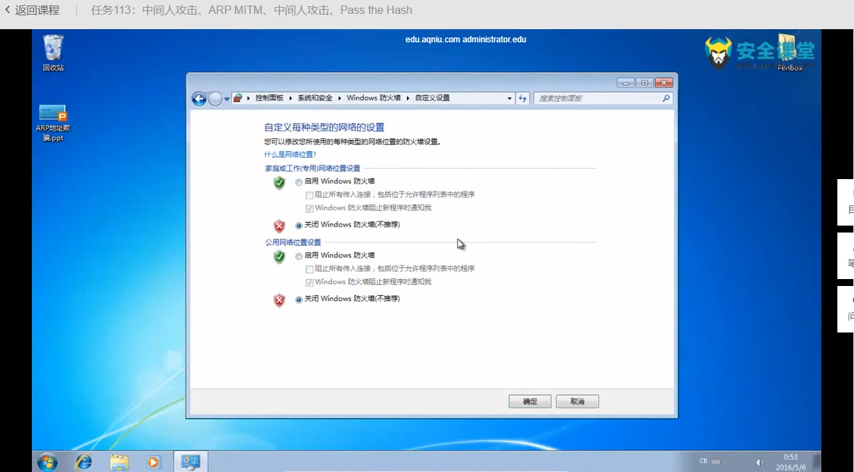 返回课程 任务113：中间人攻击、ARP MITM、中间人攻击、Pass the Hash
edu.aqniu.com administrator.edu
安全课堂
回收站
PenBox
ARP地址欺
骗.ppt
控制面板 系统和安全 Windows 防火墙 自定义设置 搜索控制面板
自定义每种类型的网络的设置
您可以修改您所使用的每种类型的网络位置的防火墙设置。
什么是网络位置?
家庭或工作(专用)网络位置设置
启用 Windows 防火墙
阻止所有传入连接，包括位于允许程序列表中的程序
Windows 防火墙阻止新程序时通知我
关闭 Windows 防火墙(不推荐)
公用网络位置设置
启用 Windows 防火墙
阻止所有传入连接，包括位于允许程序列表中的程序
Windows 防火墙阻止新程序时通知我
关闭 Windows 防火墙(不推荐)
确定 取消
目
笔
问
CH
0:53
2016/5/6